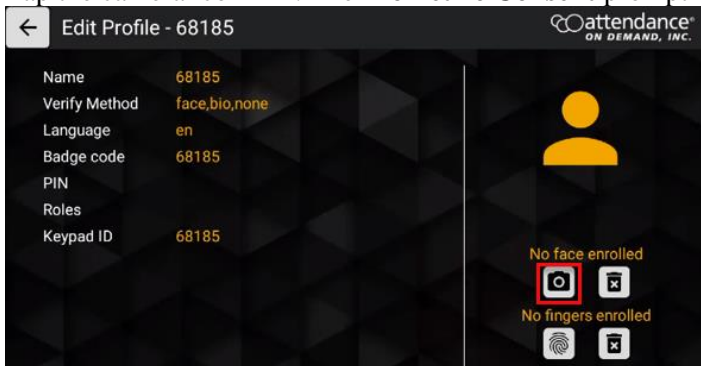 Edit Profile - 68185
attendance®
ON DEMAND, INC.
Name 68185
Verify Method face,bio,none
Language en
Badge code 68185
PIN
Roles
Keypad ID 68185
No face enrolled
No fingers enrolled